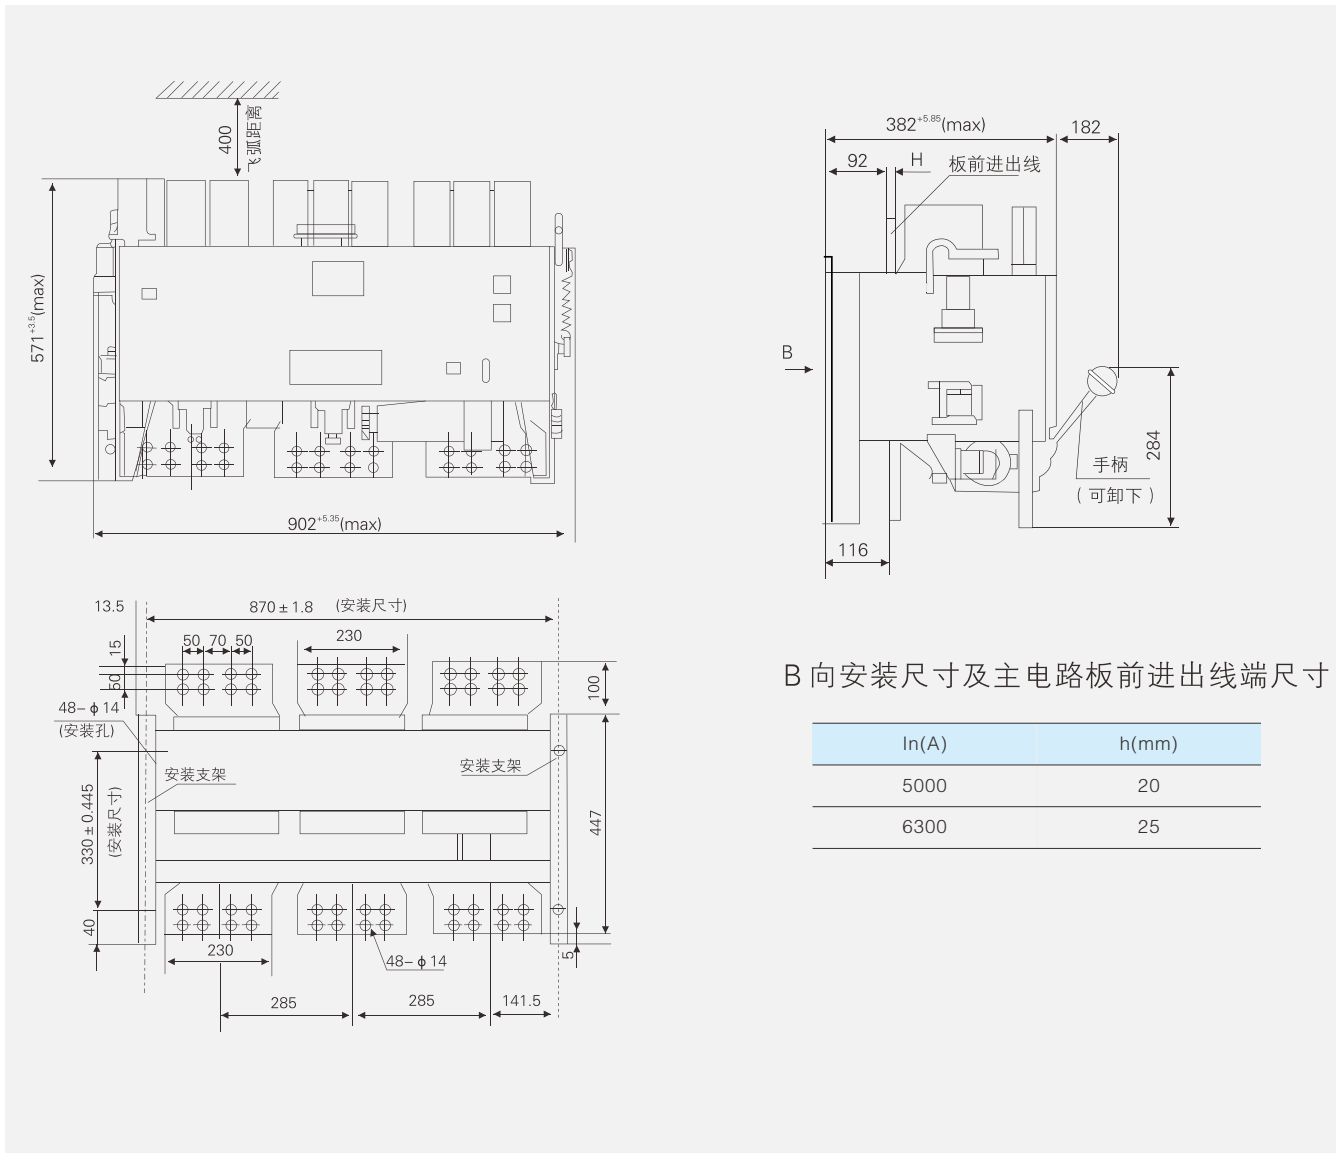 400
飞弧距离
571+3.5(max)
902+5.35(max)
382+5.85(max)
182
92
H
板前进出线
B
手柄
(可卸下)
284
116
13.5
870±1.8 (安装尺寸)
15
50
50 70 50
230
100
48-ϕ14
(安装孔)
安装支架
安装支架
330±0.445
(安装尺寸)
447
40
230
48-ϕ14
5
285
285
141.5
B向安装尺寸及主电路板前进出线端尺寸
In(A) h(mm)
5000 20
6300 25